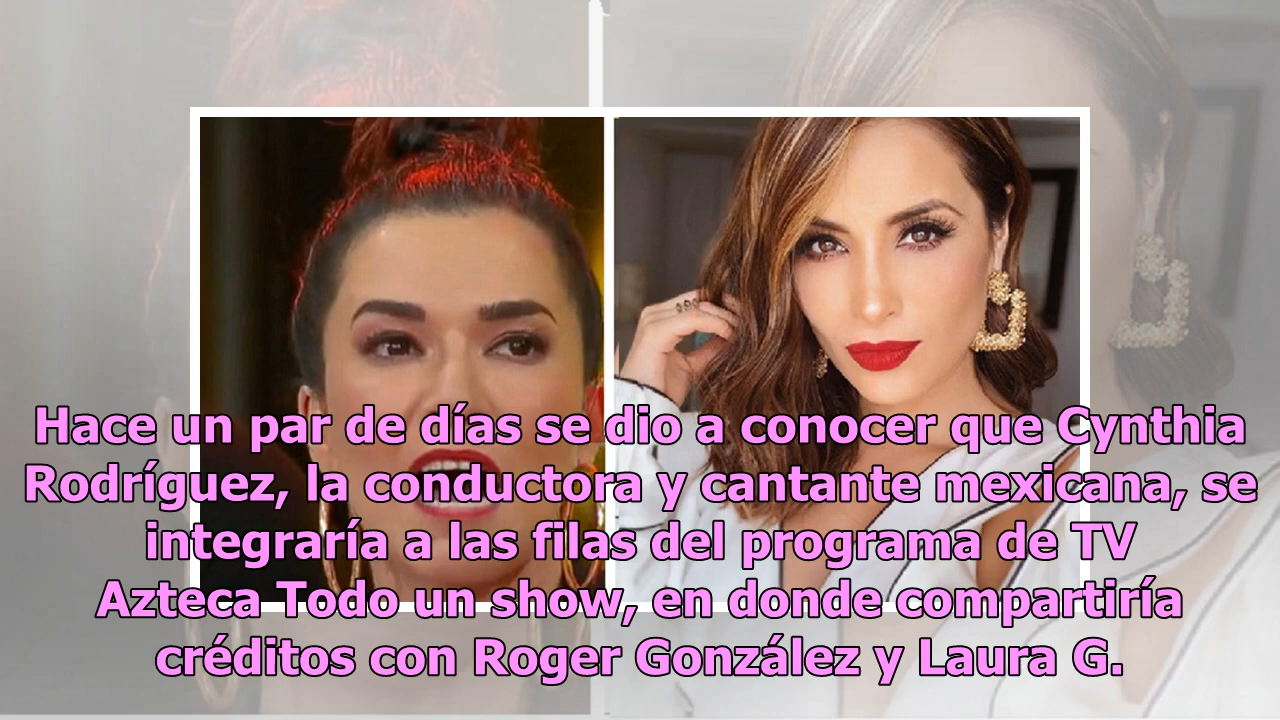 Hace un par de días se dio a conocer que Cynthia
Rodríguez, la conductora y cantante mexicana, se
integraría a las filas del programa de TV
Azteca Todo un show, en donde compartiría
créditos con Roger González y Laura G.